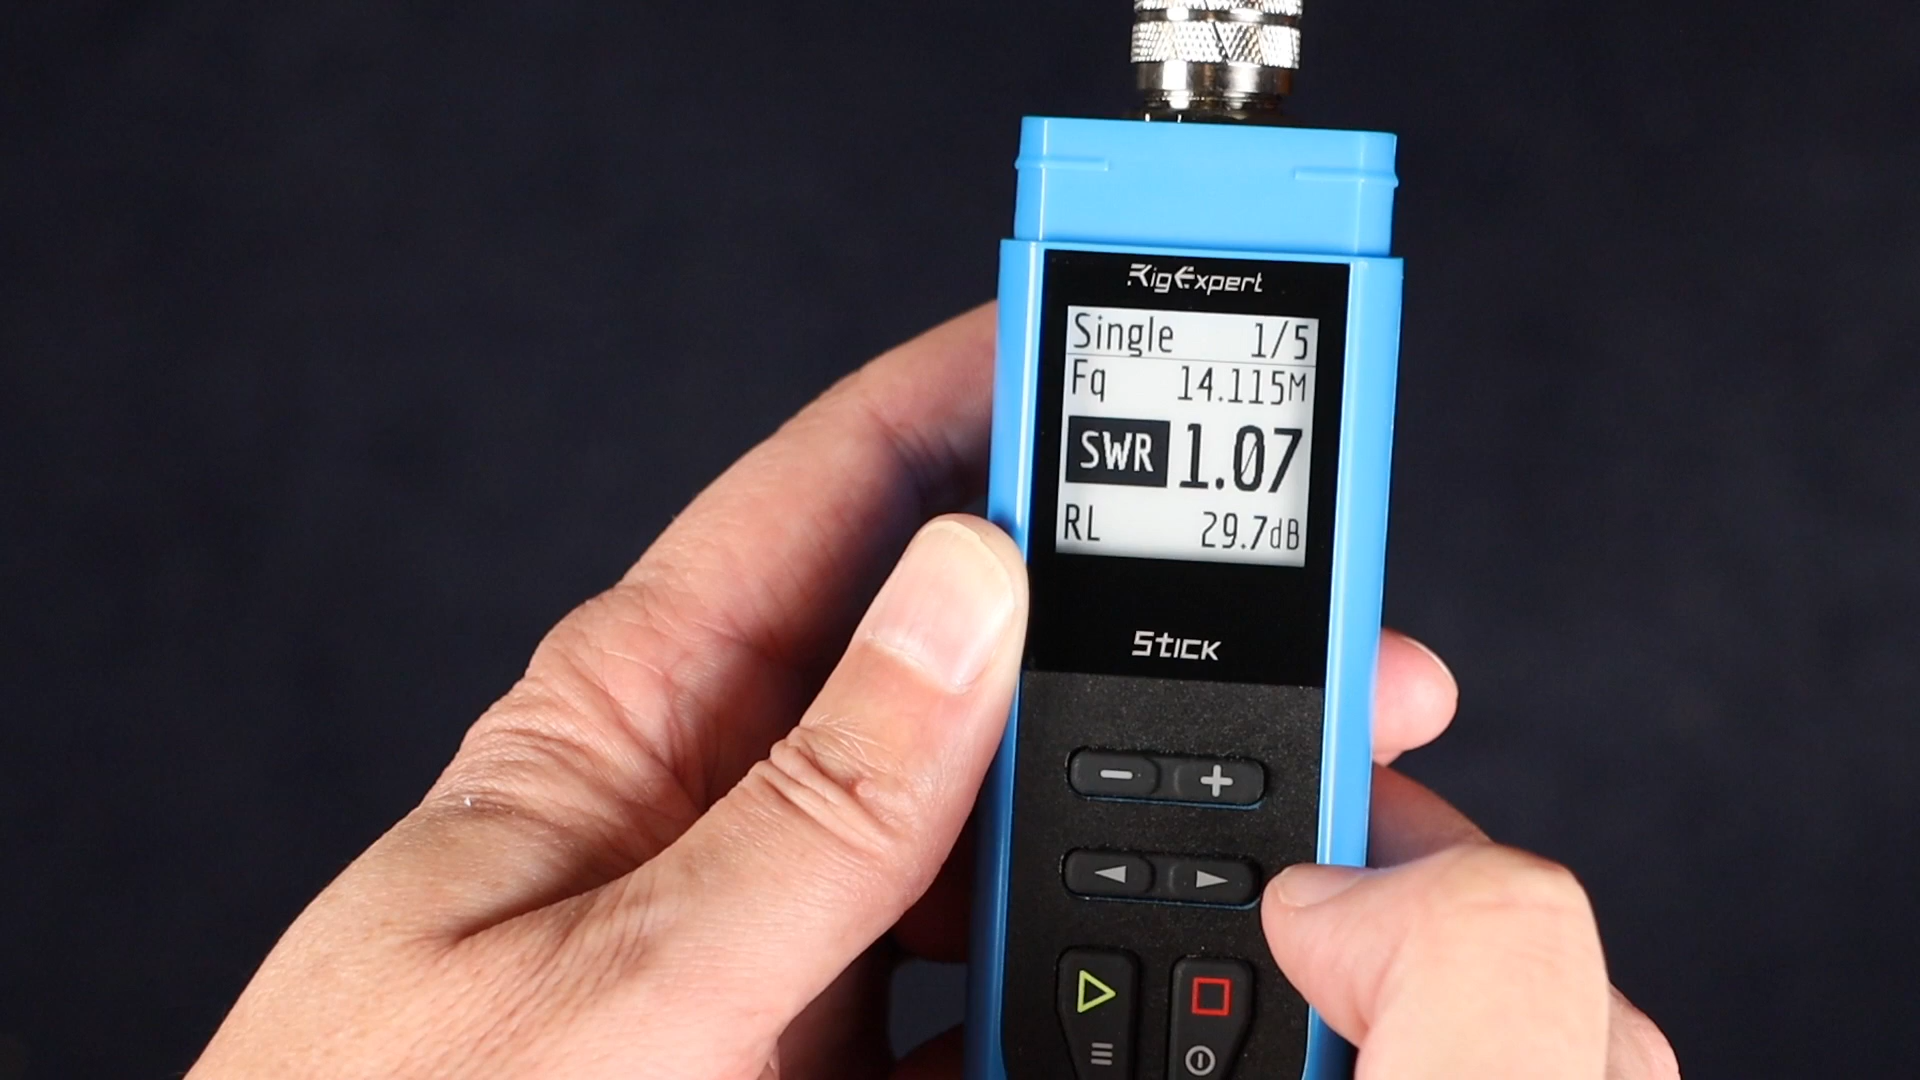 RigExpert
Single 1/5
Fq 14.115M
SWR 1.07
RL 29.7dB
Stick
- +